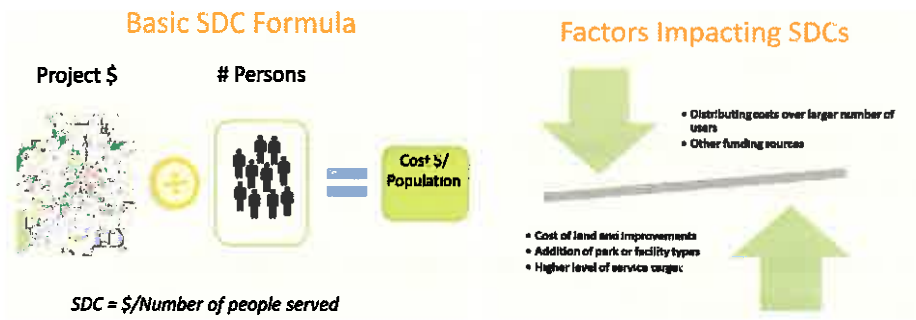 Basic SDC Formula
Project $
# Persons
Cost $/
Population
SDC = $/Number of people served
Factors Impacting SDCs
• Distributing costs over larger number of
users
• Other funding sources
• Cost of land and improvements
• Addition of park or facility types
• Higher level of service target